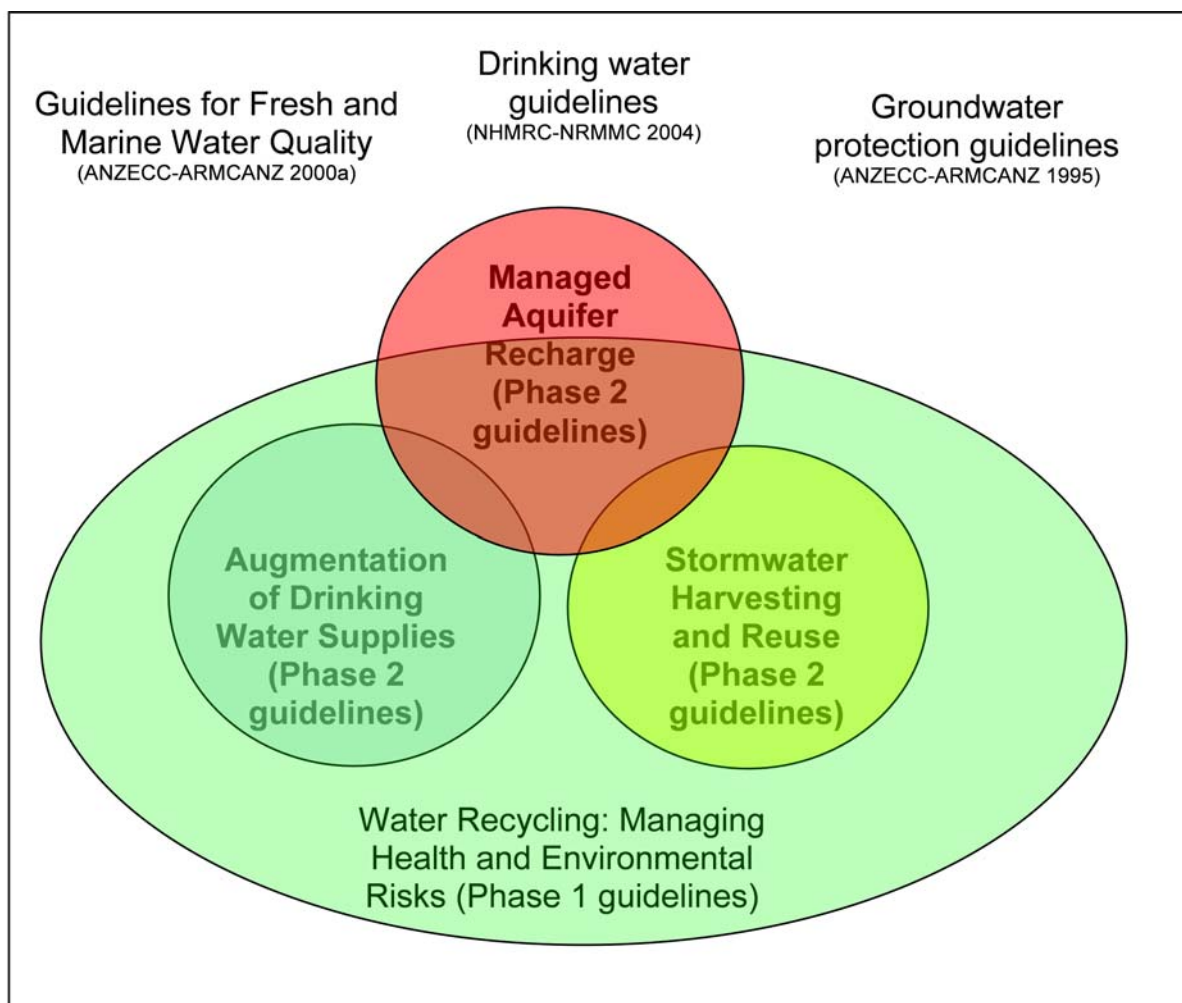 Guidelines for Fresh and
Marine Water Quality
(ANZECC-ARMCANZ 2000a)
Drinking water
guidelines
(NHMRC-NRMMC 2004)
Groundwater
protection guidelines
(ANZECC-ARMCANZ 1995)
Managed
Aquifer
Recharge
(Phase 2
guidelines)
Augmentation
of Drinking
Water Supplies
(Phase 2
guidelines)
Stormwater
Harvesting
and Reuse
(Phase 2
guidelines)
Water Recycling: Managing
Health and Environmental
Risks (Phase 1 guidelines)